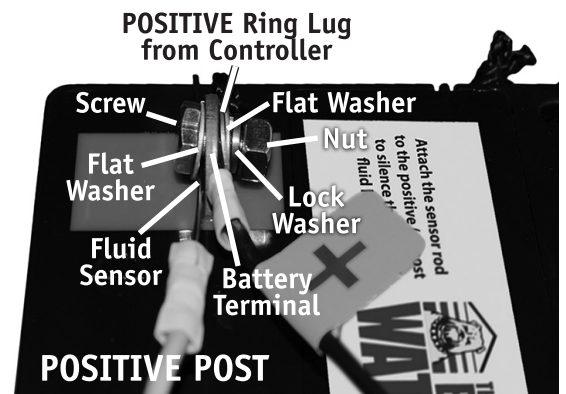 POSITIVE Ring Lug
from Controller
Screw
Flat Washer
Nut
Flat
Washer
Lock
Washer
Fluid
Sensor
Battery
Terminal
POSITIVE POST
+
Attach the sensor rod
to the positive
to silence
fluid
WAT